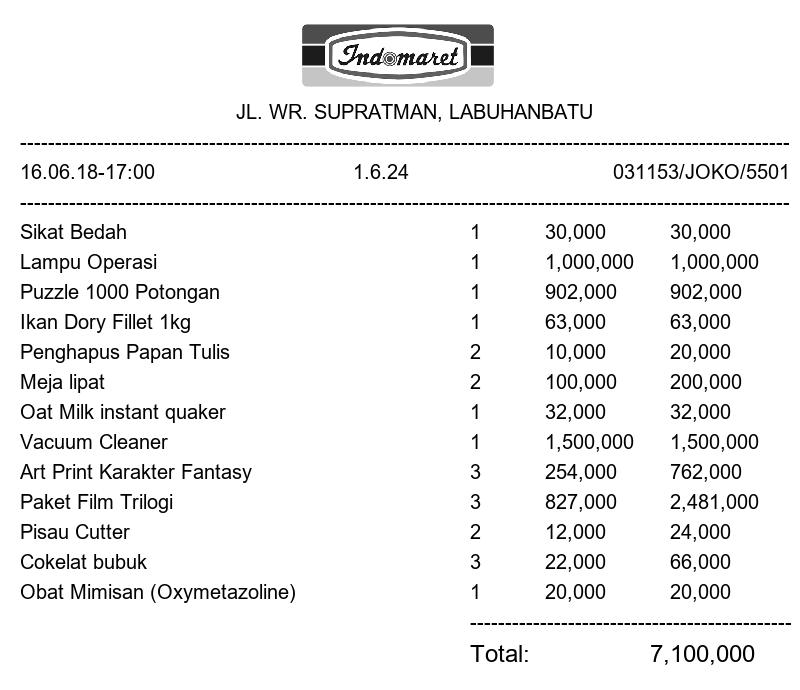 Indomaret
JL. WR. SUPRATMAN, LABUHANBATU
16.06.18-17:00 1.6.24 031153/JOKO/5501
Sikat Bedah 1 30,000 30,000
Lampu Operasi 1 1,000,000 1,000,000
Puzzle 1000 Potongan 1 902,000 902,000
Ikan Dory Fillet 1kg 1 63,000 63,000
Penghapus Papan Tulis 2 10,000 20,000
Meja lipat 2 100,000 200,000
Oat Milk instant quaker 1 32,000 32,000
Vacuum Cleaner 1 1,500,000 1,500,000
Art Print Karakter Fantasy 3 254,000 762,000
Paket Film Trilogi 3 827,000 2,481,000
Pisau Cutter 2 12,000 24,000
Cokelat bubuk 3 22,000 66,000
Obat Mimisan (Oxymetazoline) 1 20,000 20,000
Total: 7,100,000